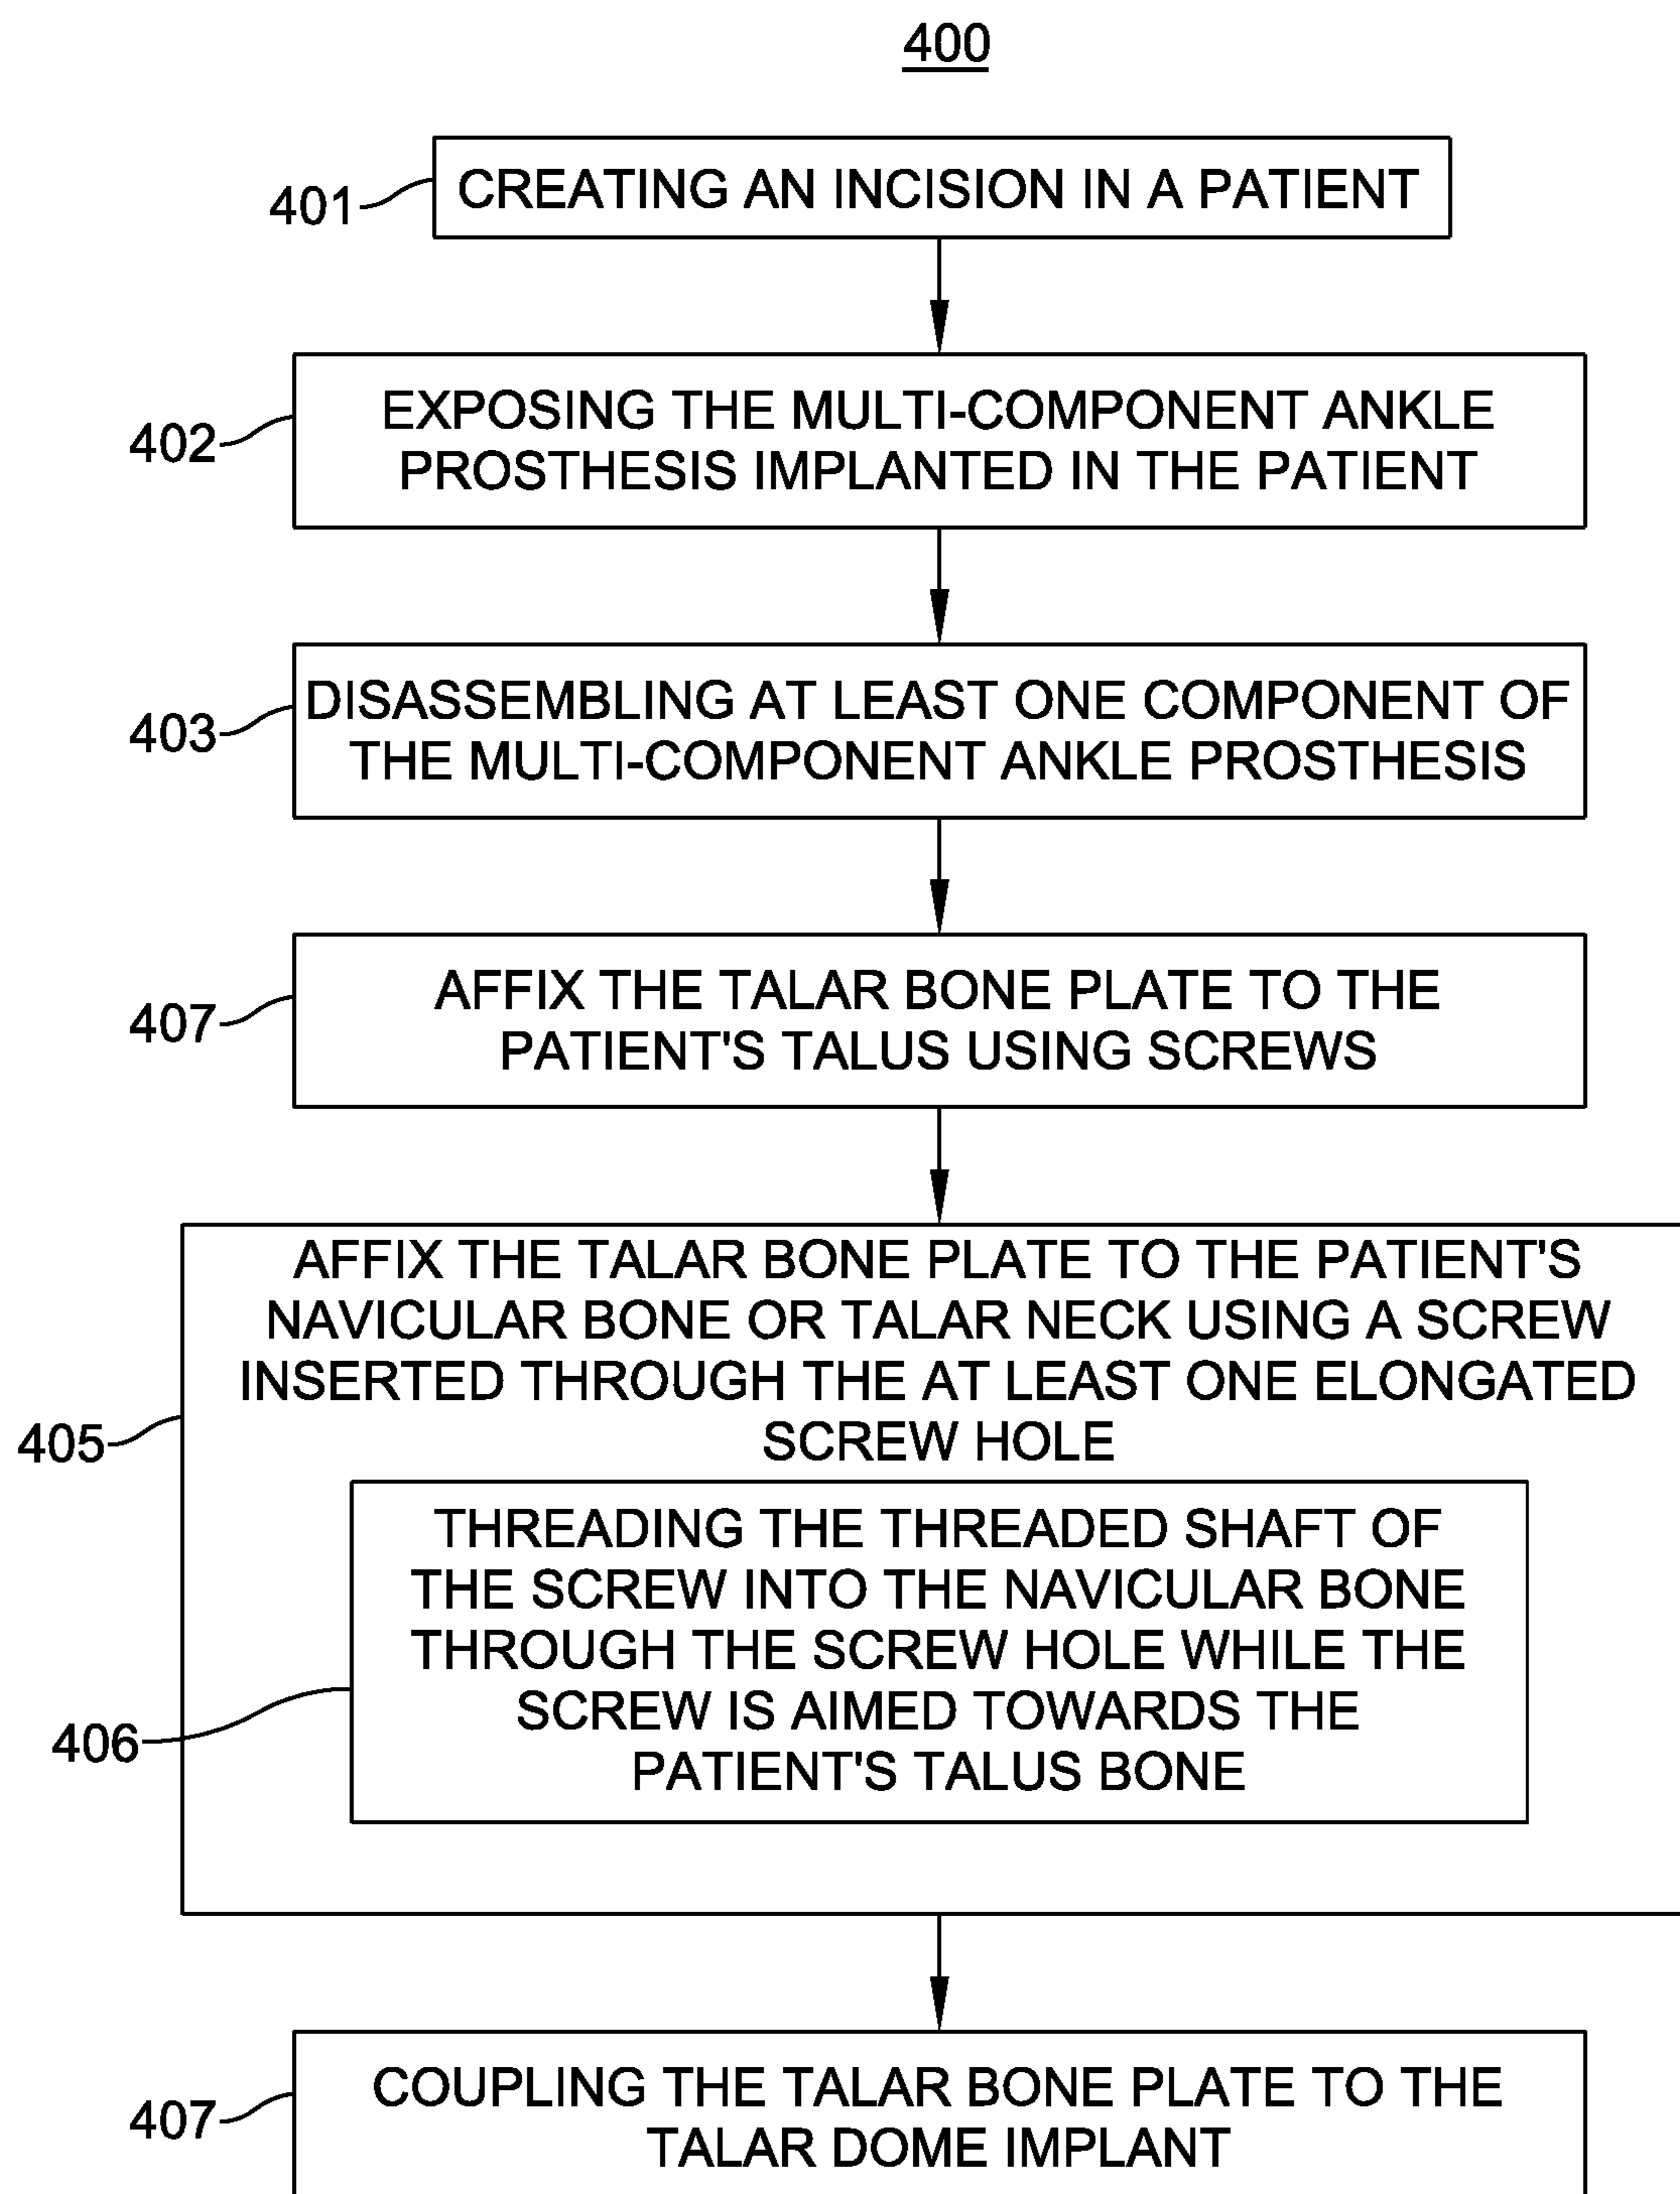 400
401
CREATING AN INCISION IN A PATIENT
402
EXPOSING THE MULTI-COMPONENT ANKLE
PROSTHESIS IMPLANTED IN THE PATIENT
403
DISASSEMBLING AT LEAST ONE COMPONENT OF
THE MULTI-COMPONENT ANKLE PROSTHESIS
407
AFFIX THE TALAR BONE PLATE TO THE
PATIENT'S TALUS USING SCREWS
405
AFFIX THE TALAR BONE PLATE TO THE PATIENT'S
NAVICULAR BONE OR TALAR NECK USING A SCREW
INSERTED THROUGH THE AT LEAST ONE ELONGATED
SCREW HOLE
406
THREADING THE THREADED SHAFT OF
THE SCREW INTO THE NAVICULAR BONE
THROUGH THE SCREW HOLE WHILE THE
SCREW IS AIMED TOWARDS THE
PATIENT'S TALUS BONE
407
COUPLING THE TALAR BONE PLATE TO THE
TALAR DOME IMPLANT